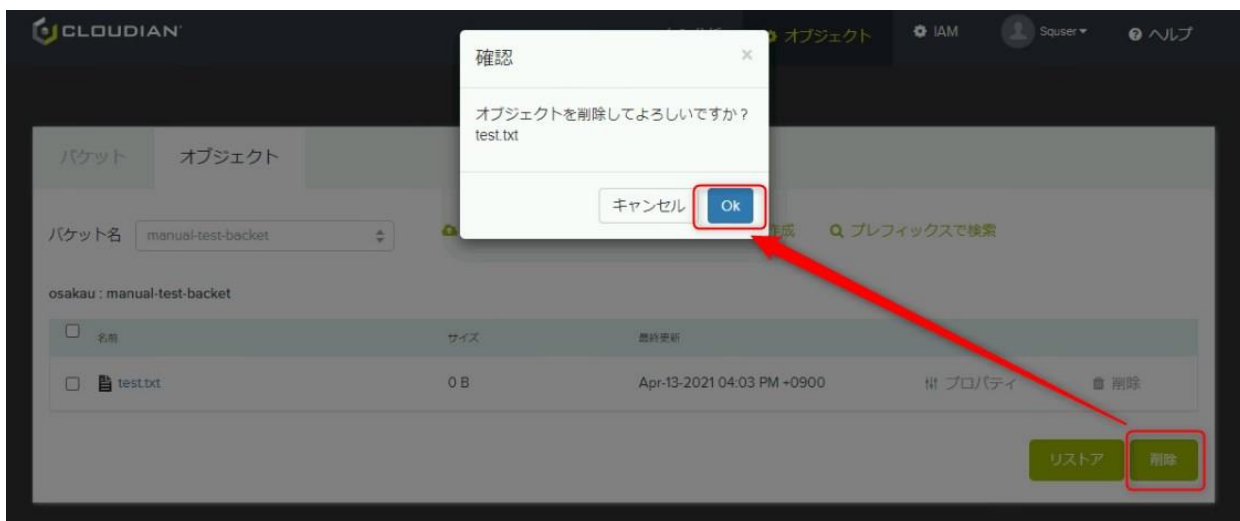 CLOUDIAN
オブジェクト
IAM
Squser
ヘルプ
確認
×
オブジェクトを削除してよろしいですか？
test.txt
キャンセル
Ok
バケット
オブジェクト
バケット名
manual-test-backet
作成
プレフィックスで検索
osakau : manual-test-backet
名前
サイズ
最終更新
test.txt
0 B
Apr-13-2021 04:03 PM +0900
プロパティ
削除
リストア
削除